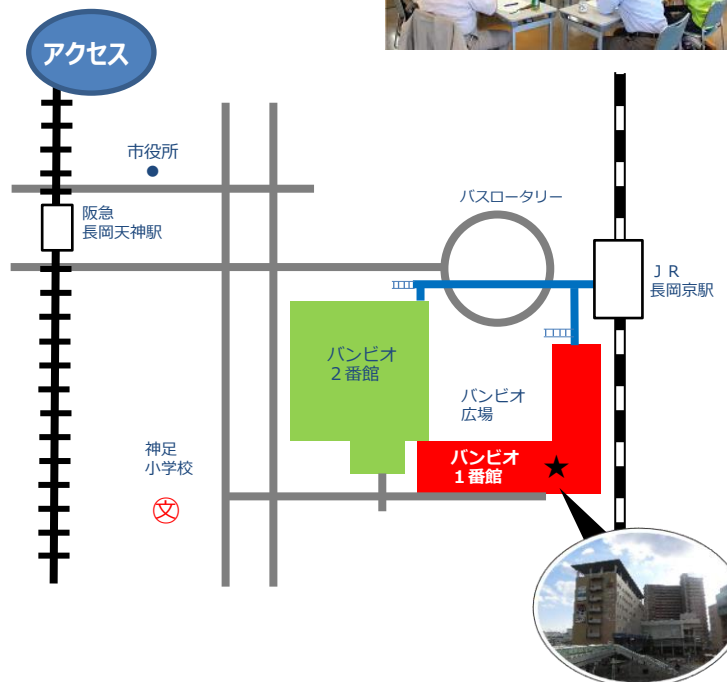 アクセス
市役所
阪急
長岡天神駅
バスロータリー
ＪＲ
長岡京駅
バンビオ
２番館
バンビオ
広場
神足
小学校
文
バンビオ
１番館